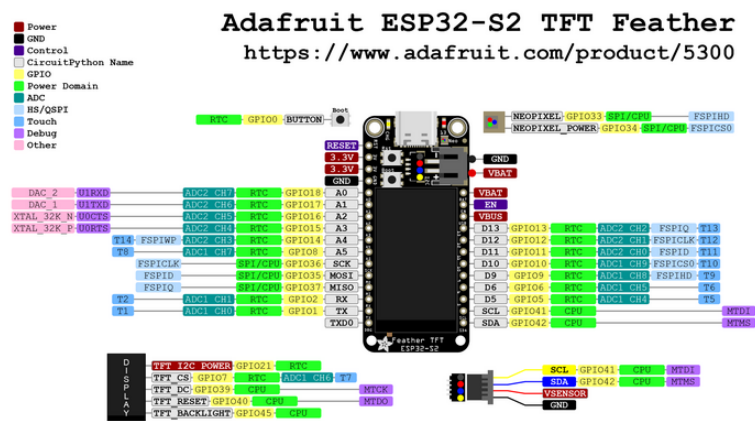 Adafruit ESP32-S2 TFT Feather
https://www.adafruit.com/product/5300
Power
GND
Control
CircuitPython Name
GPIO
Power Domain
ADC
HS/QSPI
Touch
Debug
Other
RTC GPIO0 BUTTON Boot
NEOPIXEL GPIO33 SPI/CPU FSPIHD
NEOPIXEL_POWER GPIO34 SPI/CPU FSPICS0
RESET
3.3V
3.3V
GND
DAC_2 U1RXD ADC2_CH7 RTC GPIO18 A0
DAC_1 U1TXD ADC2_CH6 RTC GPIO17 A1
XTAL_32K_N U0CTS ADC2_CH5 RTC GPIO16 A2
XTAL_32K_P U0RTS ADC2_CH4 RTC GPIO15 A3
T14 FSPIWP ADC2_CH3 RTC GPIO14 A4
T8 ADC1_CH7 RTC GPIO8 A5
FSPICLK SPI/CPU GPIO36 SCK
FSPID SPI/CPU GPIO35 MOSI
FSPIQ SPI/CPU GPIO37 MISO
T2 ADC1_CH1 RTC GPIO2 RX
T1 ADC1_CH0 RTC GPIO1 TX
TXD0
GND
VBAT
VBAT
EN
VBUS
D13 GPIO13 RTC ADC2_CH2 FSPIQ T13
D12 GPIO12 RTC ADC2_CH1 FSPICLK T12
D11 GPIO11 RTC ADC2_CH0 FSPID T11
D10 GPIO10 RTC ADC1_CH9 FSPICS0 T10
D9 GPIO9 RTC ADC1_CH8 FSPIHD T9
D6 GPIO6 RTC ADC1_CH5 T6
D5 GPIO5 RTC ADC1_CH4 T5
SCL GPIO41 CPU MTDI
SDA GPIO42 CPU MTMS
Feather TFT
ESP32-S2
DISPLAY
TFT_I2C_POWER GPIO21 RTC
TFT_CS GPIO7 RTC ADC1_CH6 T7
TFT_DC GPIO39 CPU MTCK
TFT_RESET GPIO40 CPU MTDO
TFT_BACKLIGHT GPIO45 CPU
SCL GPIO41 CPU MTDI
SDA GPIO42 CPU MTMS
VSENSOR
GND